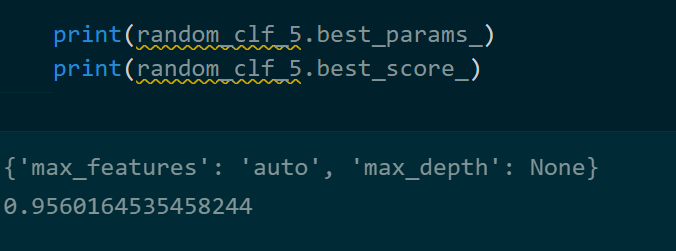 print(random_clf_5.best_params_)
print(random_clf_5.best_score_)
{'max_features': 'auto', 'max_depth': None}
0.9560164535458244